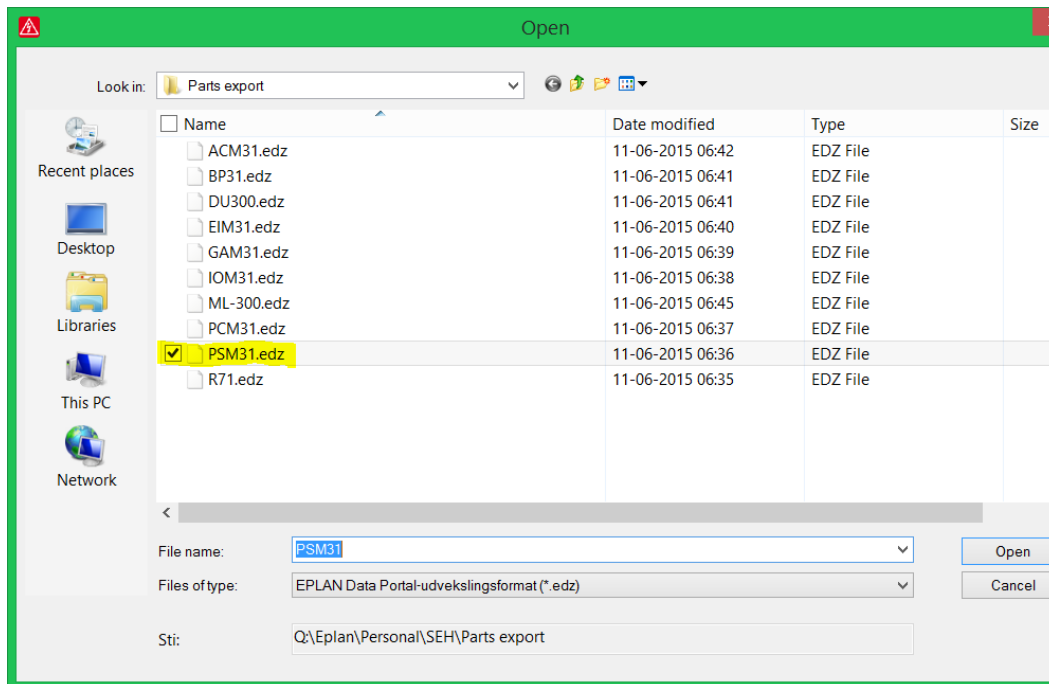 Open
Look in: Parts export
Name Date modified Type Size
ACM31.edz 11-06-2015 06:42 EDZ File
BP31.edz 11-06-2015 06:41 EDZ File
DU300.edz 11-06-2015 06:41 EDZ File
EIM31.edz 11-06-2015 06:40 EDZ File
GAM31.edz 11-06-2015 06:39 EDZ File
IOM31.edz 11-06-2015 06:38 EDZ File
ML-300.edz 11-06-2015 06:45 EDZ File
PCM31.edz 11-06-2015 06:37 EDZ File
PSM31.edz 11-06-2015 06:36 EDZ File
R71.edz 11-06-2015 06:35 EDZ File
Recent places
Desktop
Libraries
This PC
Network
File name: PSM31 Open
Files of type: EPLAN Data Portal-udvekslingsformat (*.edz) Cancel
Sti: Q:\Eplan\Personal\SEH\Parts export